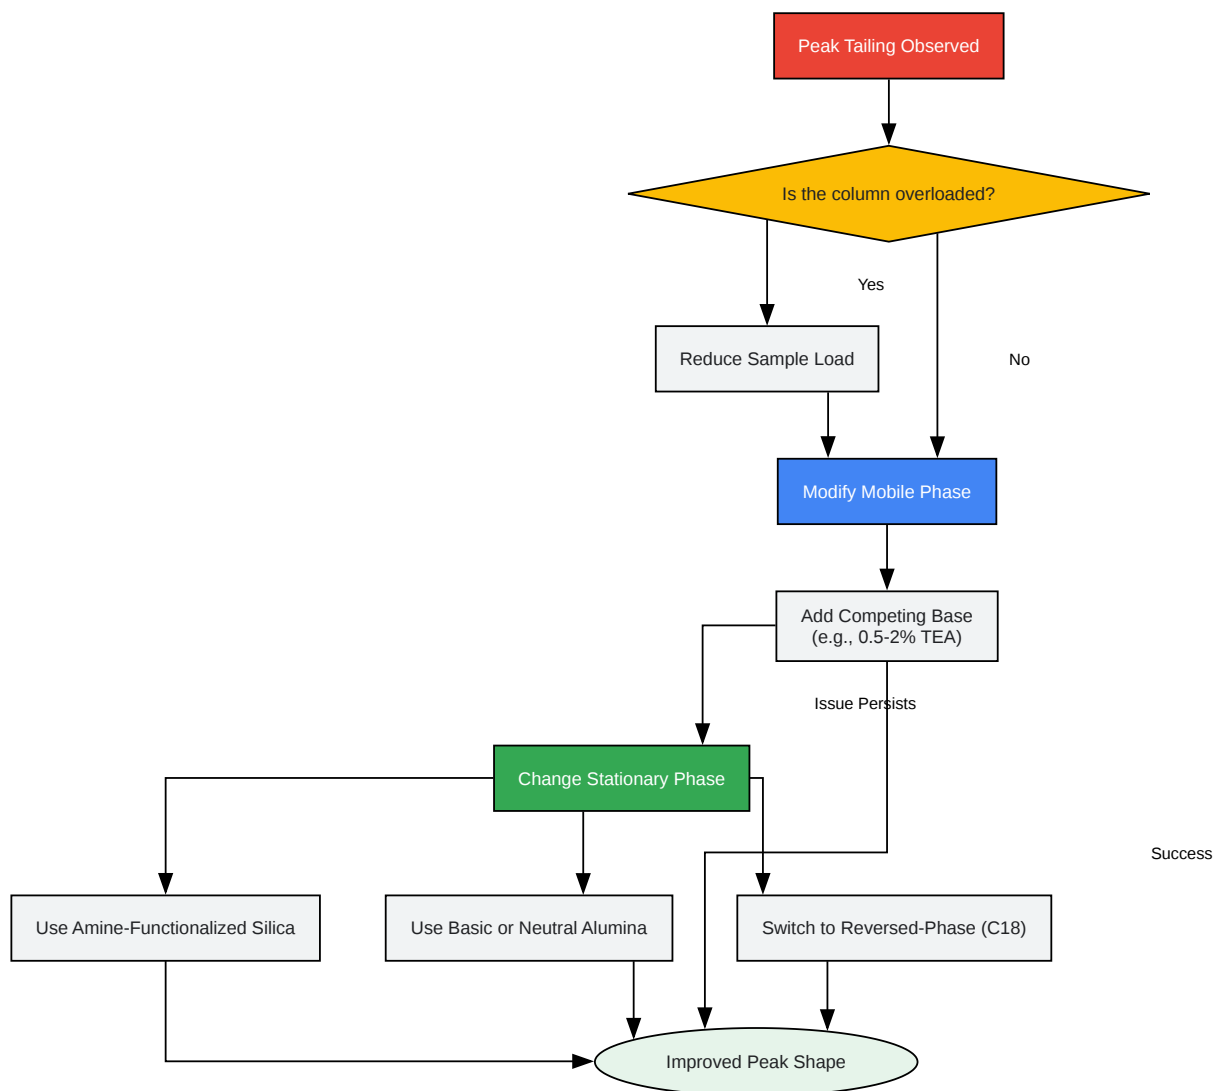 Peak Tailing Observed
Is the column overloaded?
Yes
Reduce Sample Load
No
Modify Mobile Phase
Add Competing Base
(e.g., 0.5-2% TEA)
Issue Persists
Change Stationary Phase
Success
Use Amine-Functionalized Silica
Use Basic or Neutral Alumina
Switch to Reversed-Phase (C18)
Improved Peak Shape